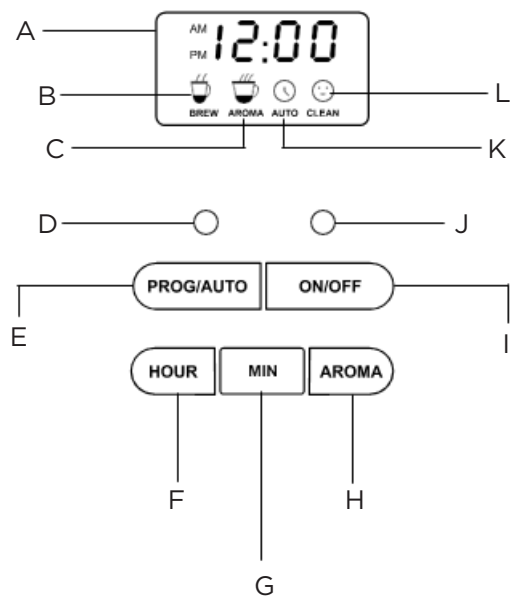 A
AM
PM
12:00
B
BREW AROMA AUTO CLEAN
L
C
K
D
J
PROG/AUTO ON/OFF
E
I
HOUR MIN AROMA
F
H
G